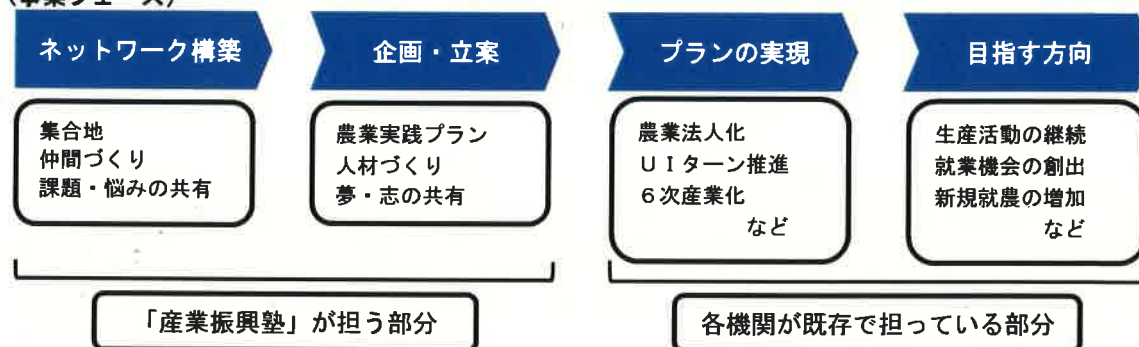 (事業フェーズ)
ネットワーク構築
企画・立案
プランの実現
目指す方向
集合地
仲間づくり
課題・悩みの共有
農業実践プラン
人材づくり
夢・志の共有
農業法人化
UIターン推進
6次産業化
など
生産活動の継続
就業機会の創出
新規就農の増加
など
「産業振興塾」が担う部分
各機関が既存で担っている部分